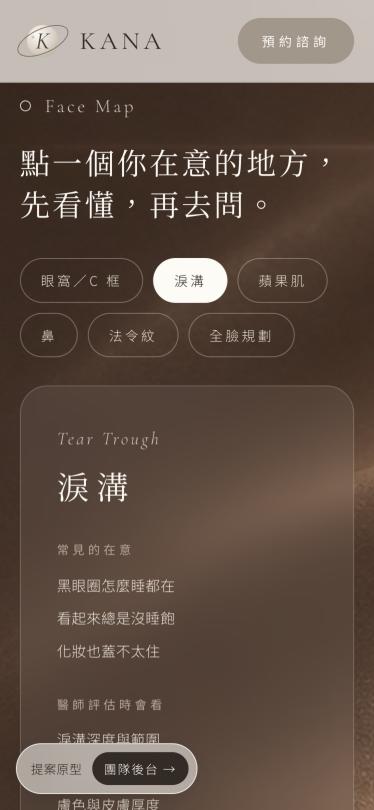 K KANA
預約諮詢
Face Map
點一個你在意的地方，
先看懂，再去問。
眼窩／C 框
淚溝
蘋果肌
鼻
法令紋
全臉規劃
Tear Trough
淚溝
常見的在意
黑眼圈怎麼睡都在
看起來總是沒睡飽
化妝也蓋不太住
醫師評估時會看
淚溝深度與範圍
提案原型
團隊後台 →
膚色與皮膚厚度